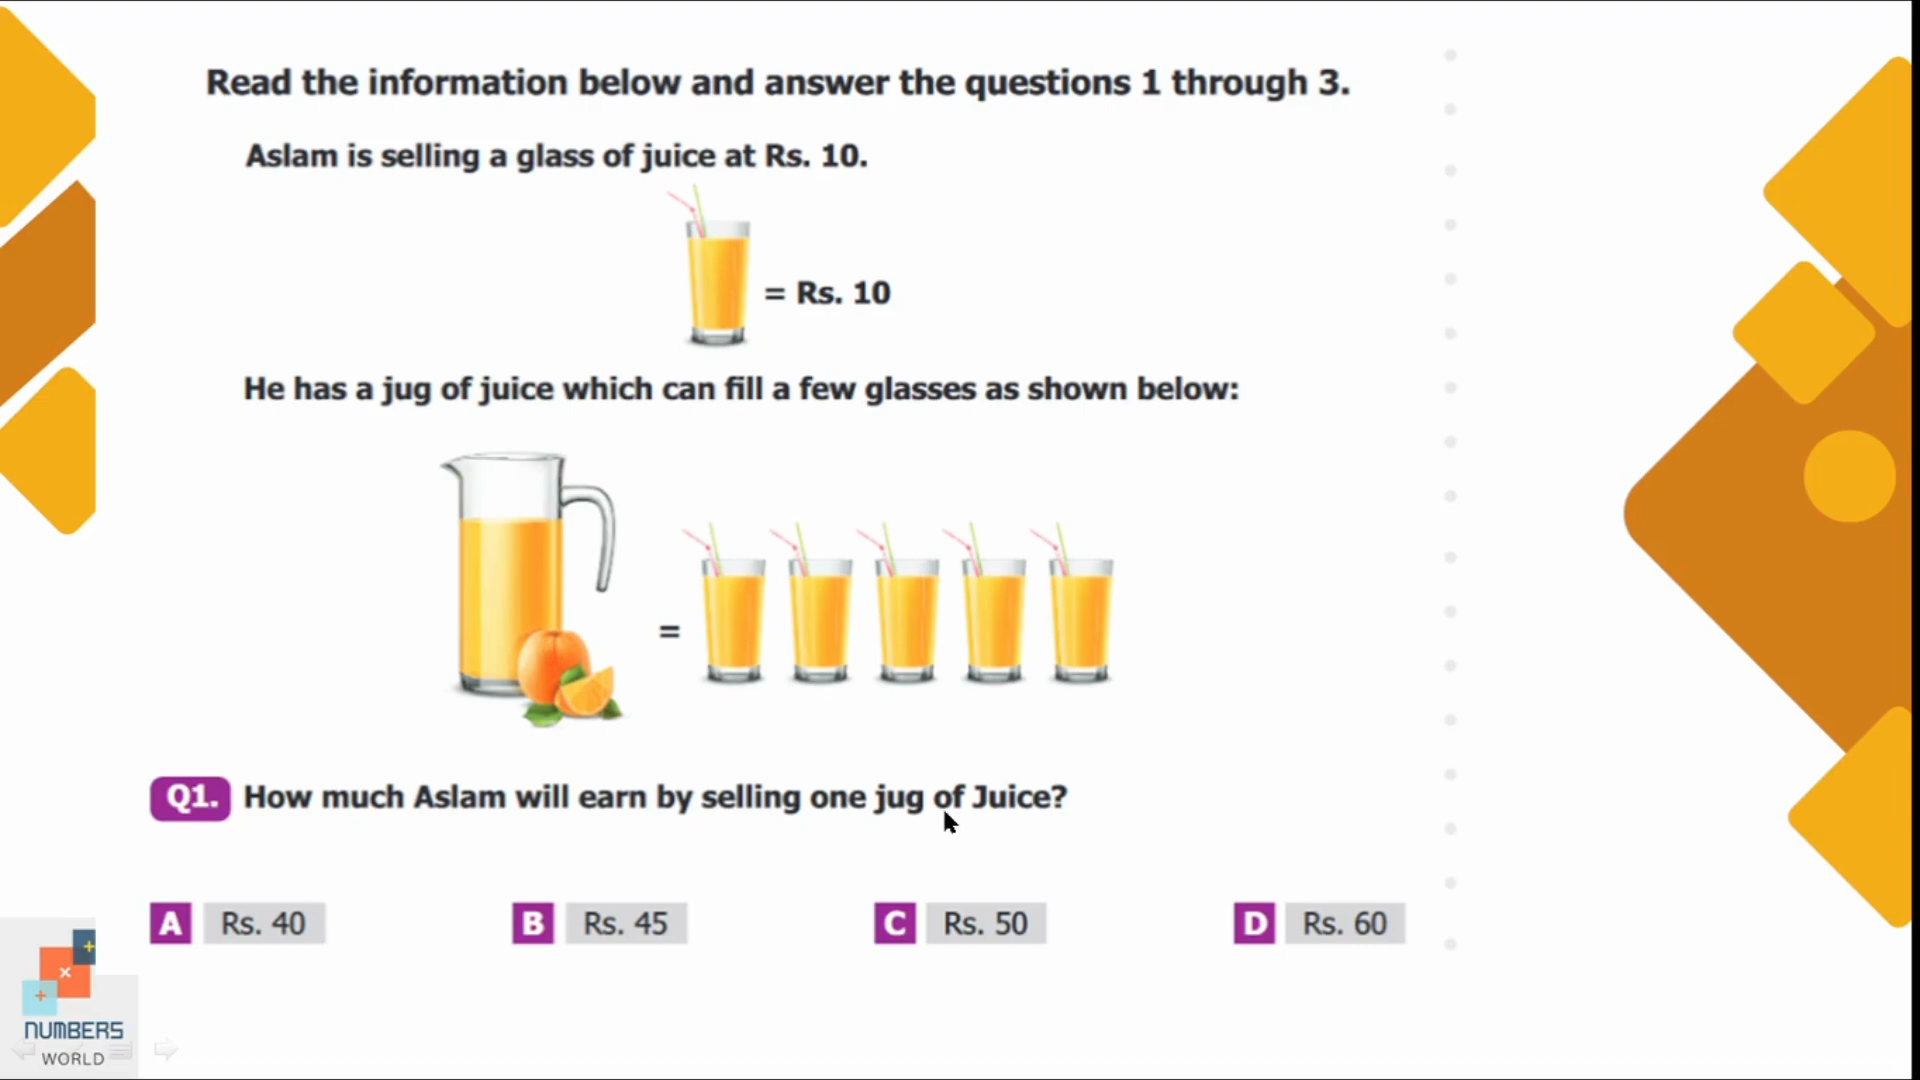 Read the information below and answer the questions 1 through 3.
Aslam is selling a glass of juice at Rs. 10.
= Rs. 10
He has a jug of juice which can fill a few glasses as shown below:
=
Q1. How much Aslam will earn by selling one jug of Juice?
A Rs. 40 B Rs. 45 C Rs. 50 D Rs. 60
+
×
+
NUMBERS
WORLD